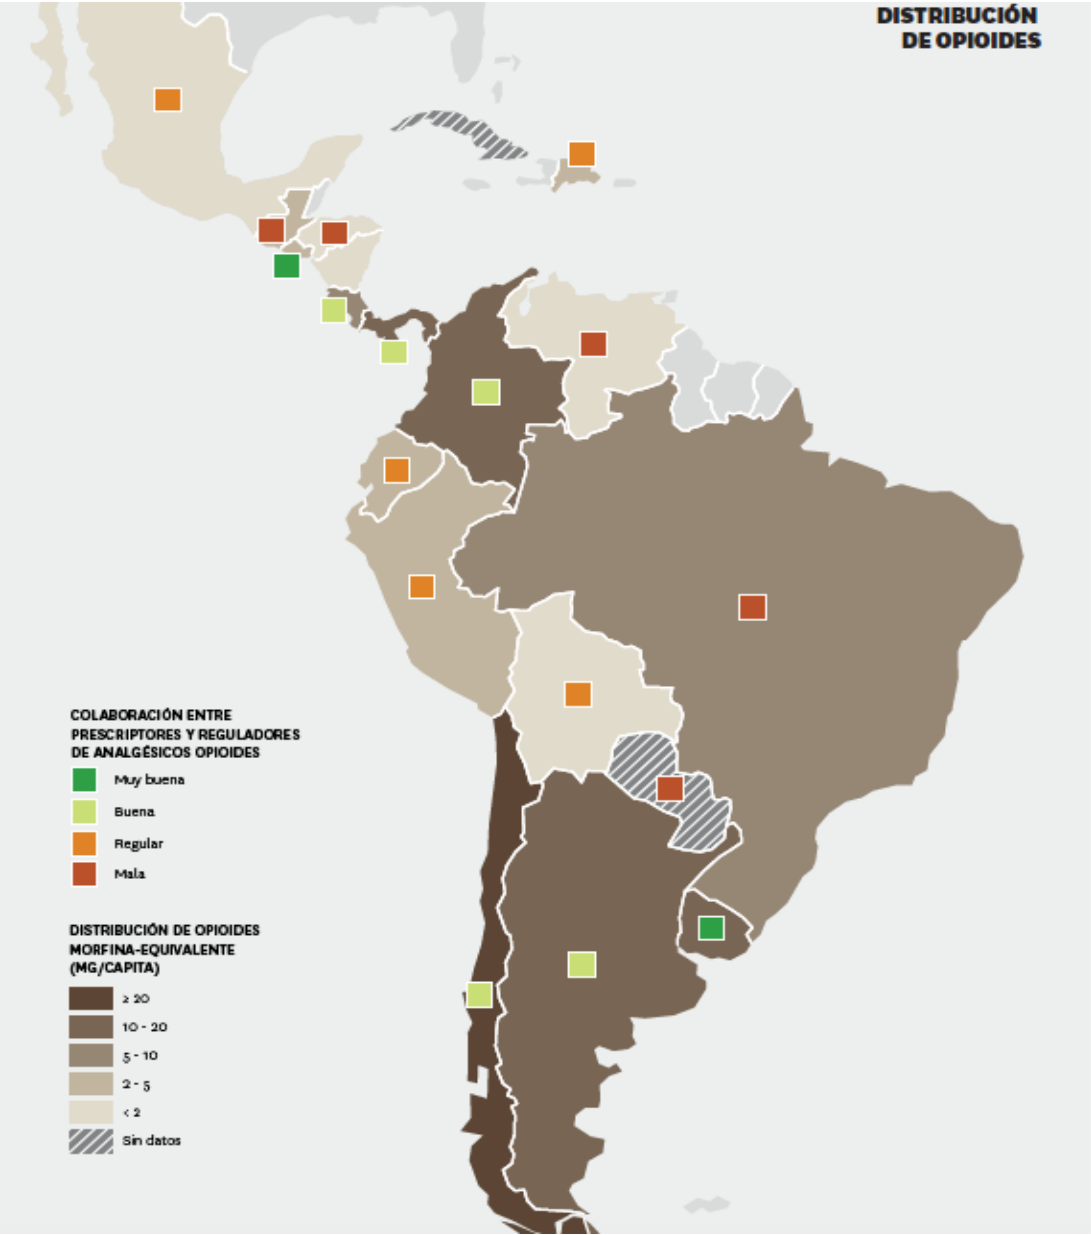 DISTRIBUCIÓN
DE OPIOIDES
COLABORACIÓN ENTRE
PRESCRIPTORES Y REGULADORES
DE ANALGÉSICOS OPIOIDES
Muy buena
Buena
Regular
Mala
DISTRIBUCIÓN DE OPIOIDES
MORFINA-EQUIVALENTE
(MG/CAPITA)
≥ 20
10 - 20
5 - 10
2 - 5
< 2
Sin datos